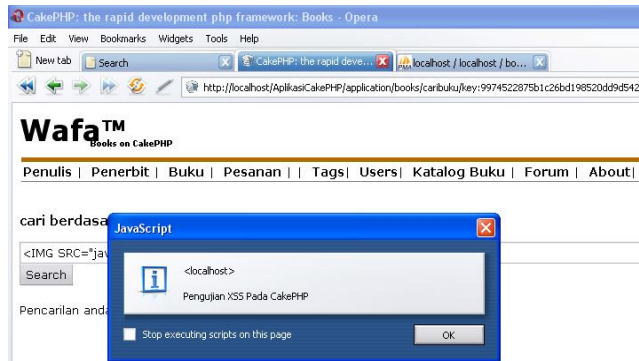 CakePHP: the rapid development php framework: Books - Opera
File Edit View Bookmarks Widgets Tools Help
New tab Search CakePHP: the rapid deve... localhost / localhost / bo...
http://localhost/AplikasiCakePHP/application/books/caribuku/key:9974522875b1c26bd198520dd9d542
Wafa™
Books on CakePHP
Penulis | Penerbit | Buku | Pesanan | | Tags| Users| Katalog Buku | Forum | About|
cari berdasa
JavaScript
<IMG SRC="jav
<localhost>
Search
Pengujian XSS Pada CakePHP
Pencarilan anda
Stop executing scripts on this page
OK